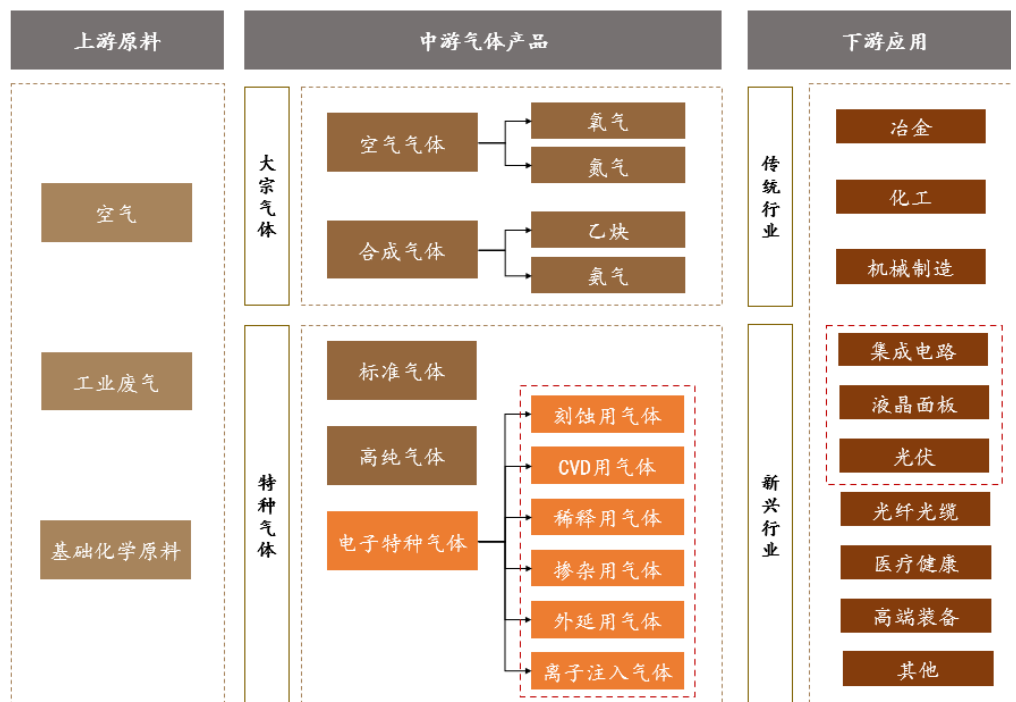 上游原料
中游气体产品
下游应用
空气
工业废气
基础化学原料
大宗气体
空气气体
氧气
氮气
合成气体
乙炔
氨气
特种气体
标准气体
高纯气体
电子特种气体
刻蚀用气体
CVD用气体
稀释用气体
掺杂用气体
外延用气体
离子注入气体
传统行业
冶金
化工
机械制造
新兴行业
集成电路
液晶面板
光伏
光纤光缆
医疗健康
高端装备
其他